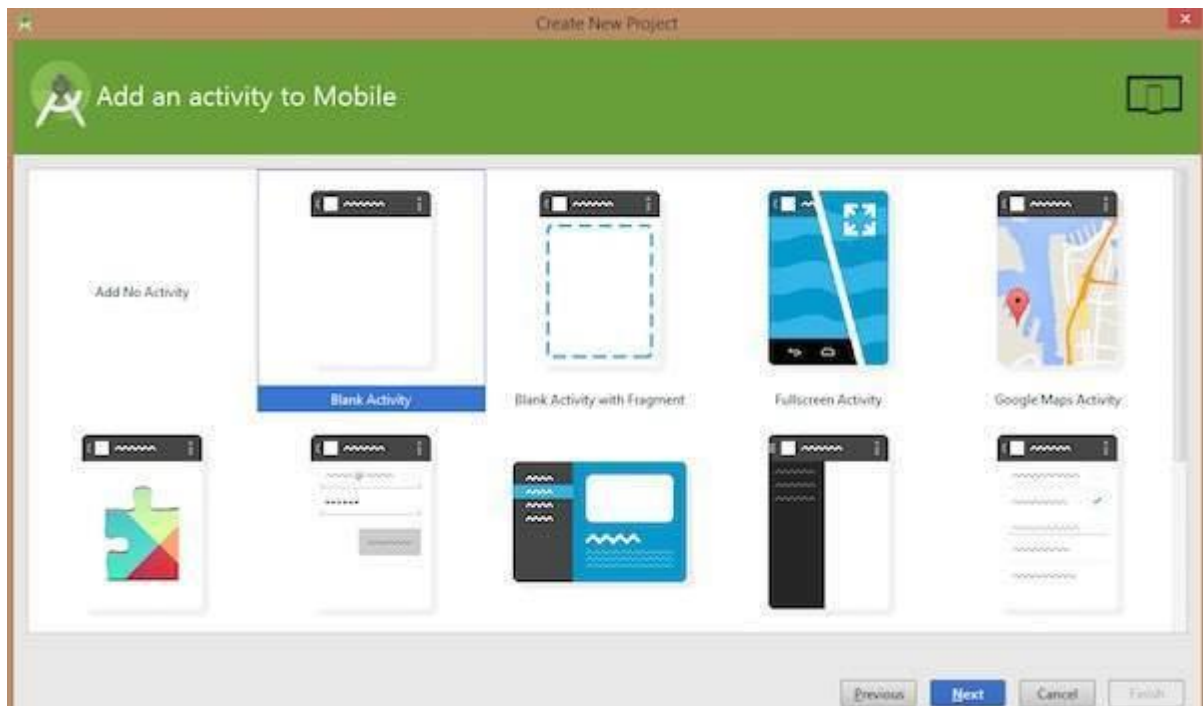 Create New Project
Add an activity to Mobile
Add No Activity
Blank Activity
Blank Activity with Fragment
Fullscreen Activity
Google Maps Activity
Previous
Next
Cancel
Finish